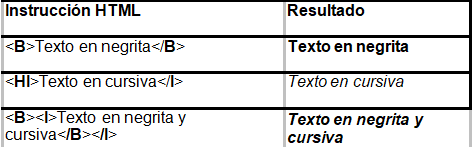 Instrucción HTML Resultado
<B>Texto en negrita</B> Texto en negrita
<HI>Texto en cursiva</I> Texto en cursiva
<B><I>Texto en negrita y Texto en negrita y
cursiva</B></I> cursiva